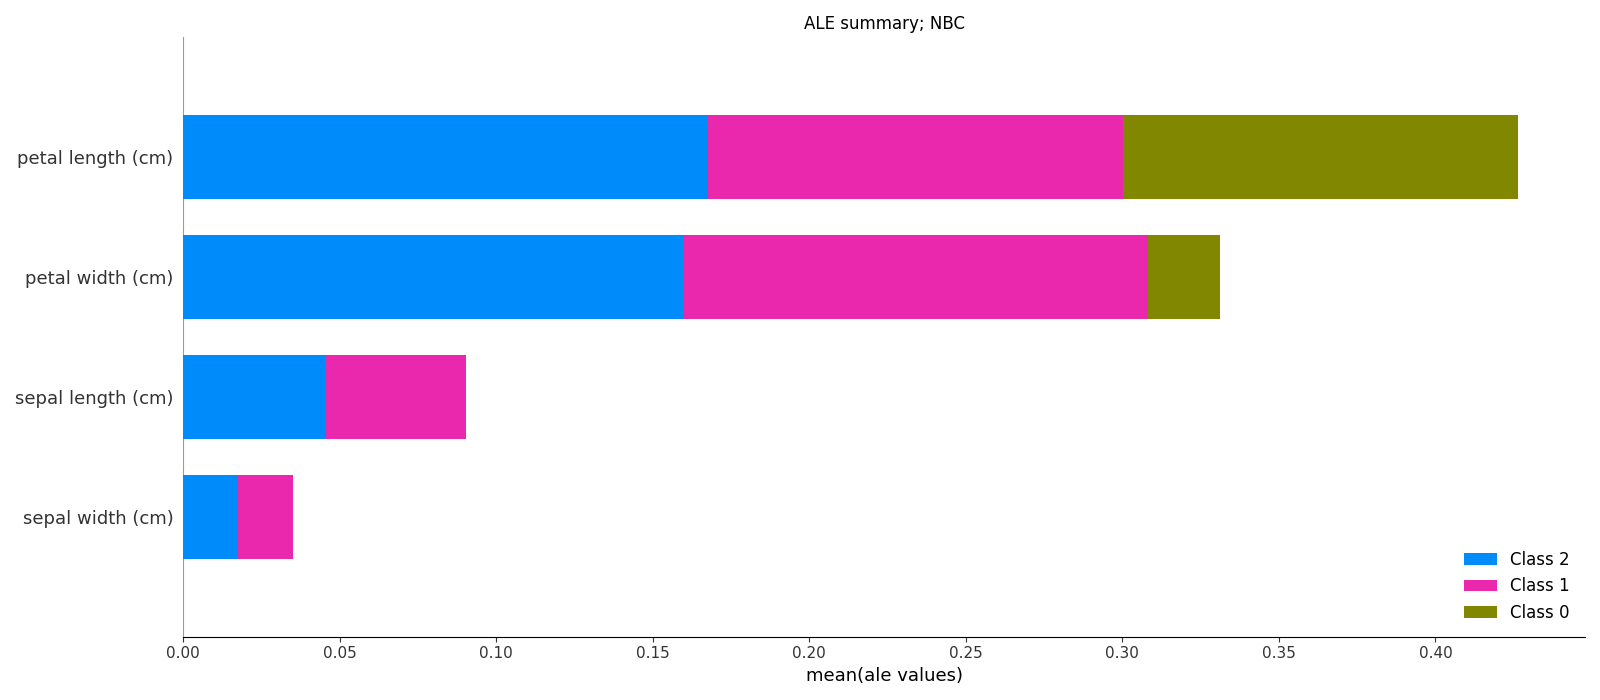 ALE summary; NBC
petal length (cm)
petal width (cm)
sepal length (cm)
sepal width (cm)
Class 2
Class 1
Class 0
0.00 0.05 0.10 0.15 0.20 0.25 0.30 0.35 0.40
mean(ale values)